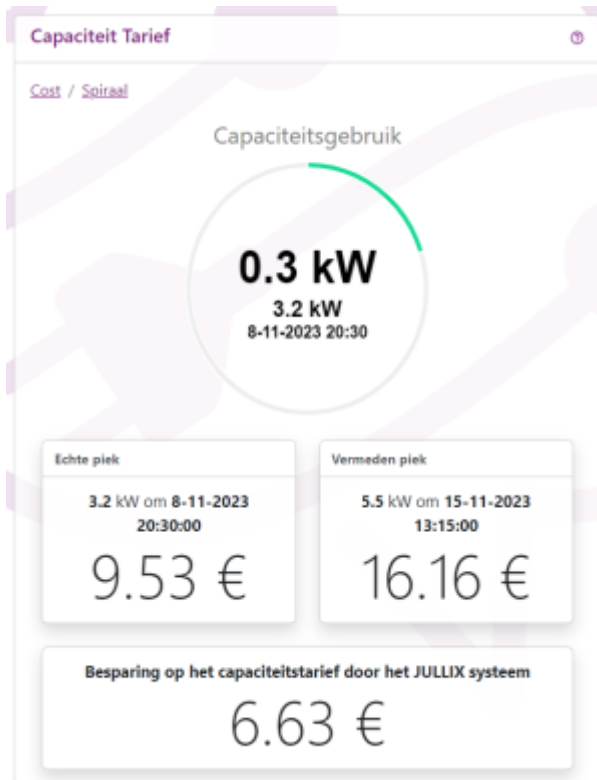 Capaciteit Tarief
Cost / Spiraal
Capaciteitsgebruik
0.3 kW
3.2 kW
8-11-2023 20:30
Echte piek
3.2 kW om 8-11-2023
20:30:00
9.53 €
Vermeden piek
5.5 kW om 15-11-2023
13:15:00
16.16 €
Besparing op het capaciteitstarief door het JULLIX systeem
6.63 €